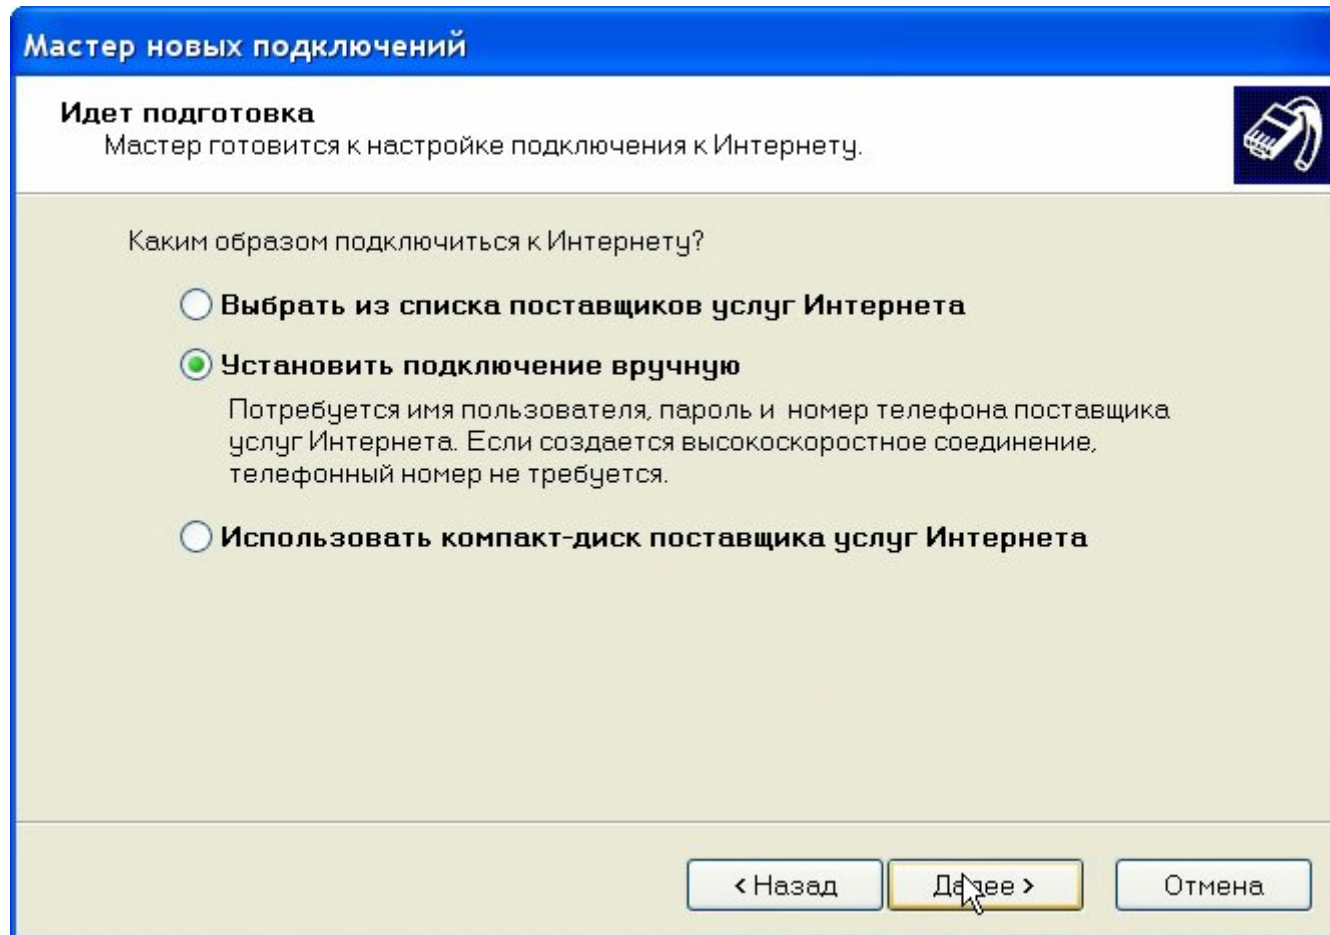 Мастер новых подключений
Идет подготовка
Мастер готовится к настройке подключения к Интернету.
Каким образом подключиться к Интернету?
Выбрать из списка поставщиков услуг Интернета
Установить подключение вручную
Потребуется имя пользователя, пароль и номер телефона поставщика
услуг Интернета. Если создается высокоскоростное соединение,
телефонный номер не требуется.
Использовать компакт-диск поставщика услуг Интернета
< Назад Далее > Отмена